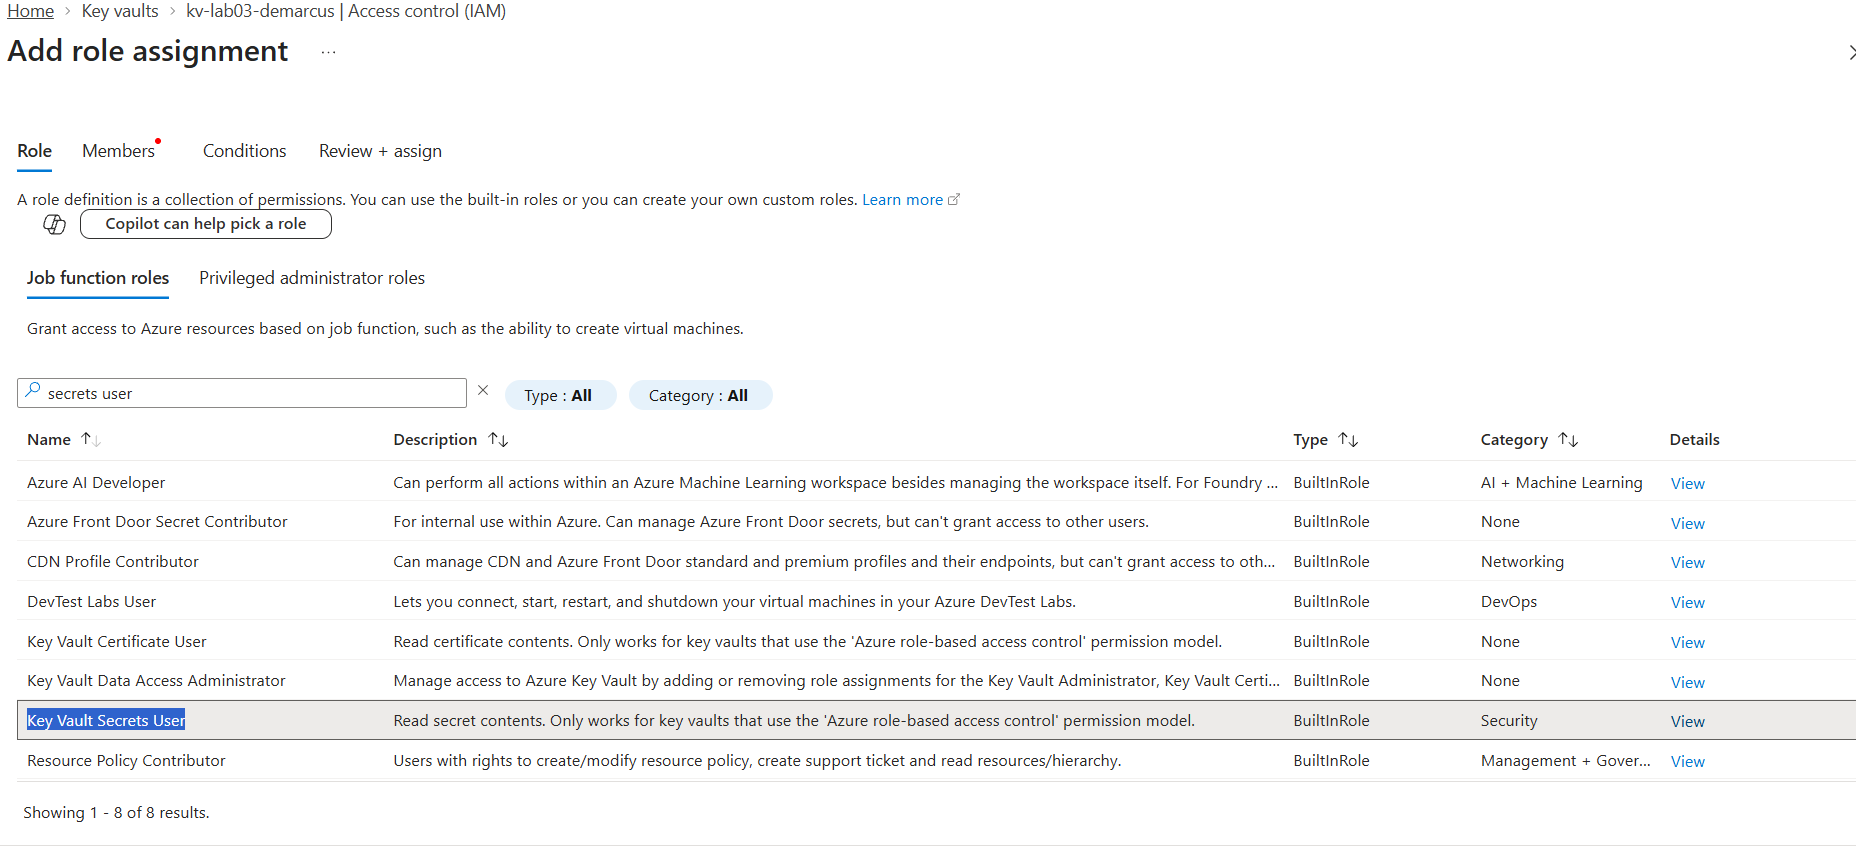 Home > Key vaults > kv-lab03-demarcus | Access control (IAM)
Add role assignment ...
Role Members Conditions Review + assign
A role definition is a collection of permissions. You can use the built-in roles or you can create your own custom roles. Learn more
Copilot can help pick a role
Job function roles Privileged administrator roles
Grant access to Azure resources based on job function, such as the ability to create virtual machines.
secrets user Type : All Category : All
Name Description Type Category Details
Azure AI Developer Can perform all actions within an Azure Machine Learning workspace besides managing the workspace itself. For Foundry ... BuiltInRole AI + Machine Learning View
Azure Front Door Secret Contributor For internal use within Azure. Can manage Azure Front Door secrets, but can't grant access to other users. BuiltInRole None View
CDN Profile Contributor Can manage CDN and Azure Front Door standard and premium profiles and their endpoints, but can't grant access to oth... BuiltInRole Networking View
DevTest Labs User Lets you connect, start, restart, and shutdown your virtual machines in your Azure DevTest Labs. BuiltInRole DevOps View
Key Vault Certificate User Read certificate contents. Only works for key vaults that use the 'Azure role-based access control' permission model. BuiltInRole None View
Key Vault Data Access Administrator Manage access to Azure Key Vault by adding or removing role assignments for the Key Vault Administrator, Key Vault Certi... BuiltInRole None View
Key Vault Secrets User Read secret contents. Only works for key vaults that use the 'Azure role-based access control' permission model. BuiltInRole Security View
Resource Policy Contributor Users with rights to create/modify resource policy, create support ticket and read resources/hierarchy. BuiltInRole Management + Gover... View
Showing 1 - 8 of 8 results.